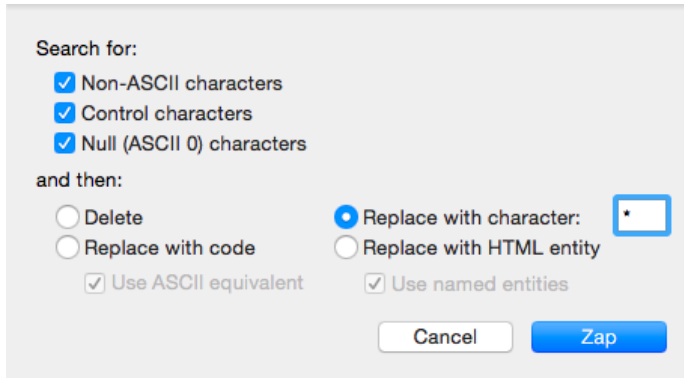 Search for:
Non-ASCII characters
Control characters
Null (ASCII 0) characters
and then:
Delete
Replace with character: *
Replace with code
Replace with HTML entity
Use ASCII equivalent
Use named entities
Cancel
Zap